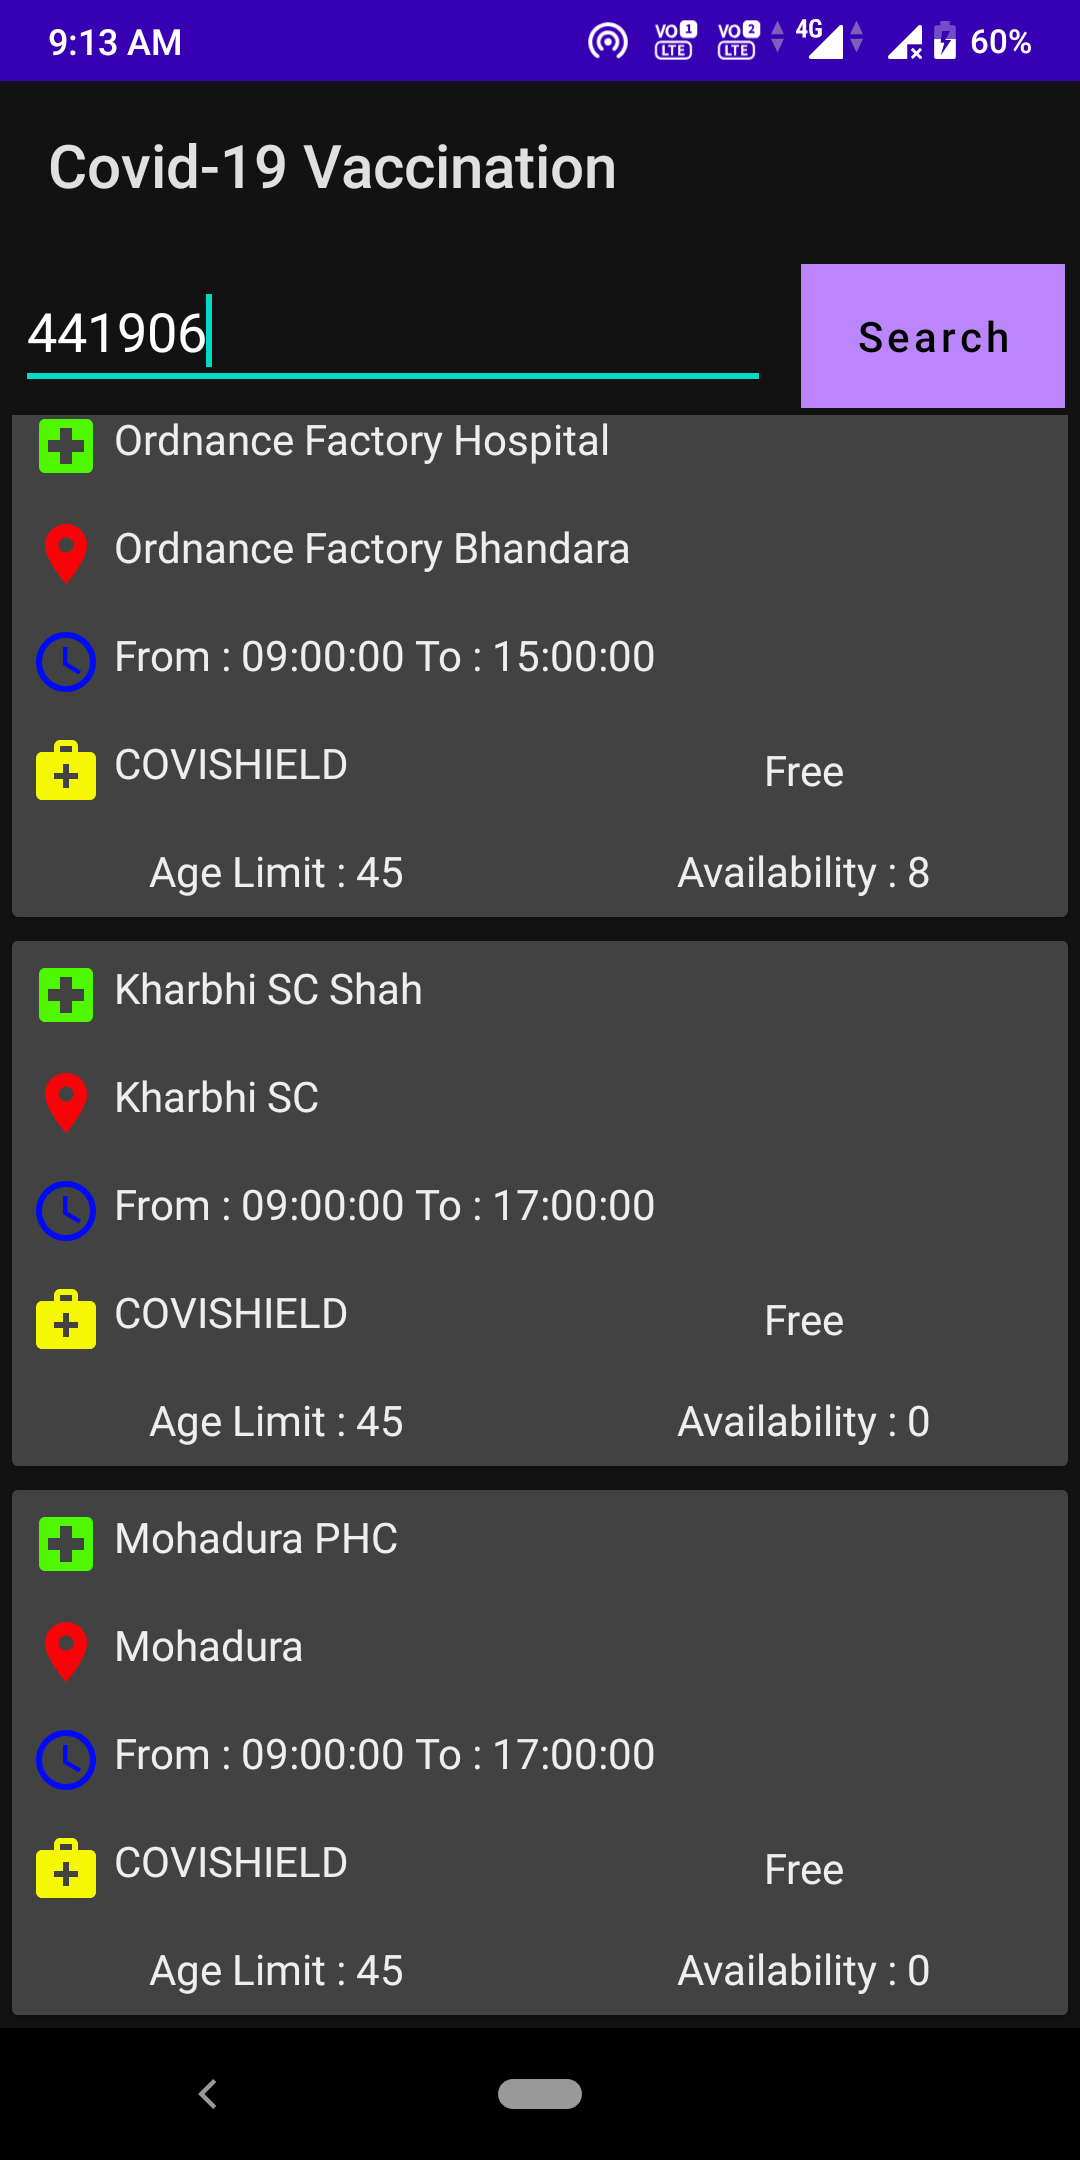 9:13 AM VO 1 LTE VO 2 LTE 4G 60%
Covid-19 Vaccination
441906 Search
Ordnance Factory Hospital
Ordnance Factory Bhandara
From : 09:00:00 To : 15:00:00
COVISHIELD Free
Age Limit : 45 Availability : 8
Kharbhi SC Shah
Kharbhi SC
From : 09:00:00 To : 17:00:00
COVISHIELD Free
Age Limit : 45 Availability : 0
Mohadura PHC
Mohadura
From : 09:00:00 To : 17:00:00
COVISHIELD Free
Age Limit : 45 Availability : 0